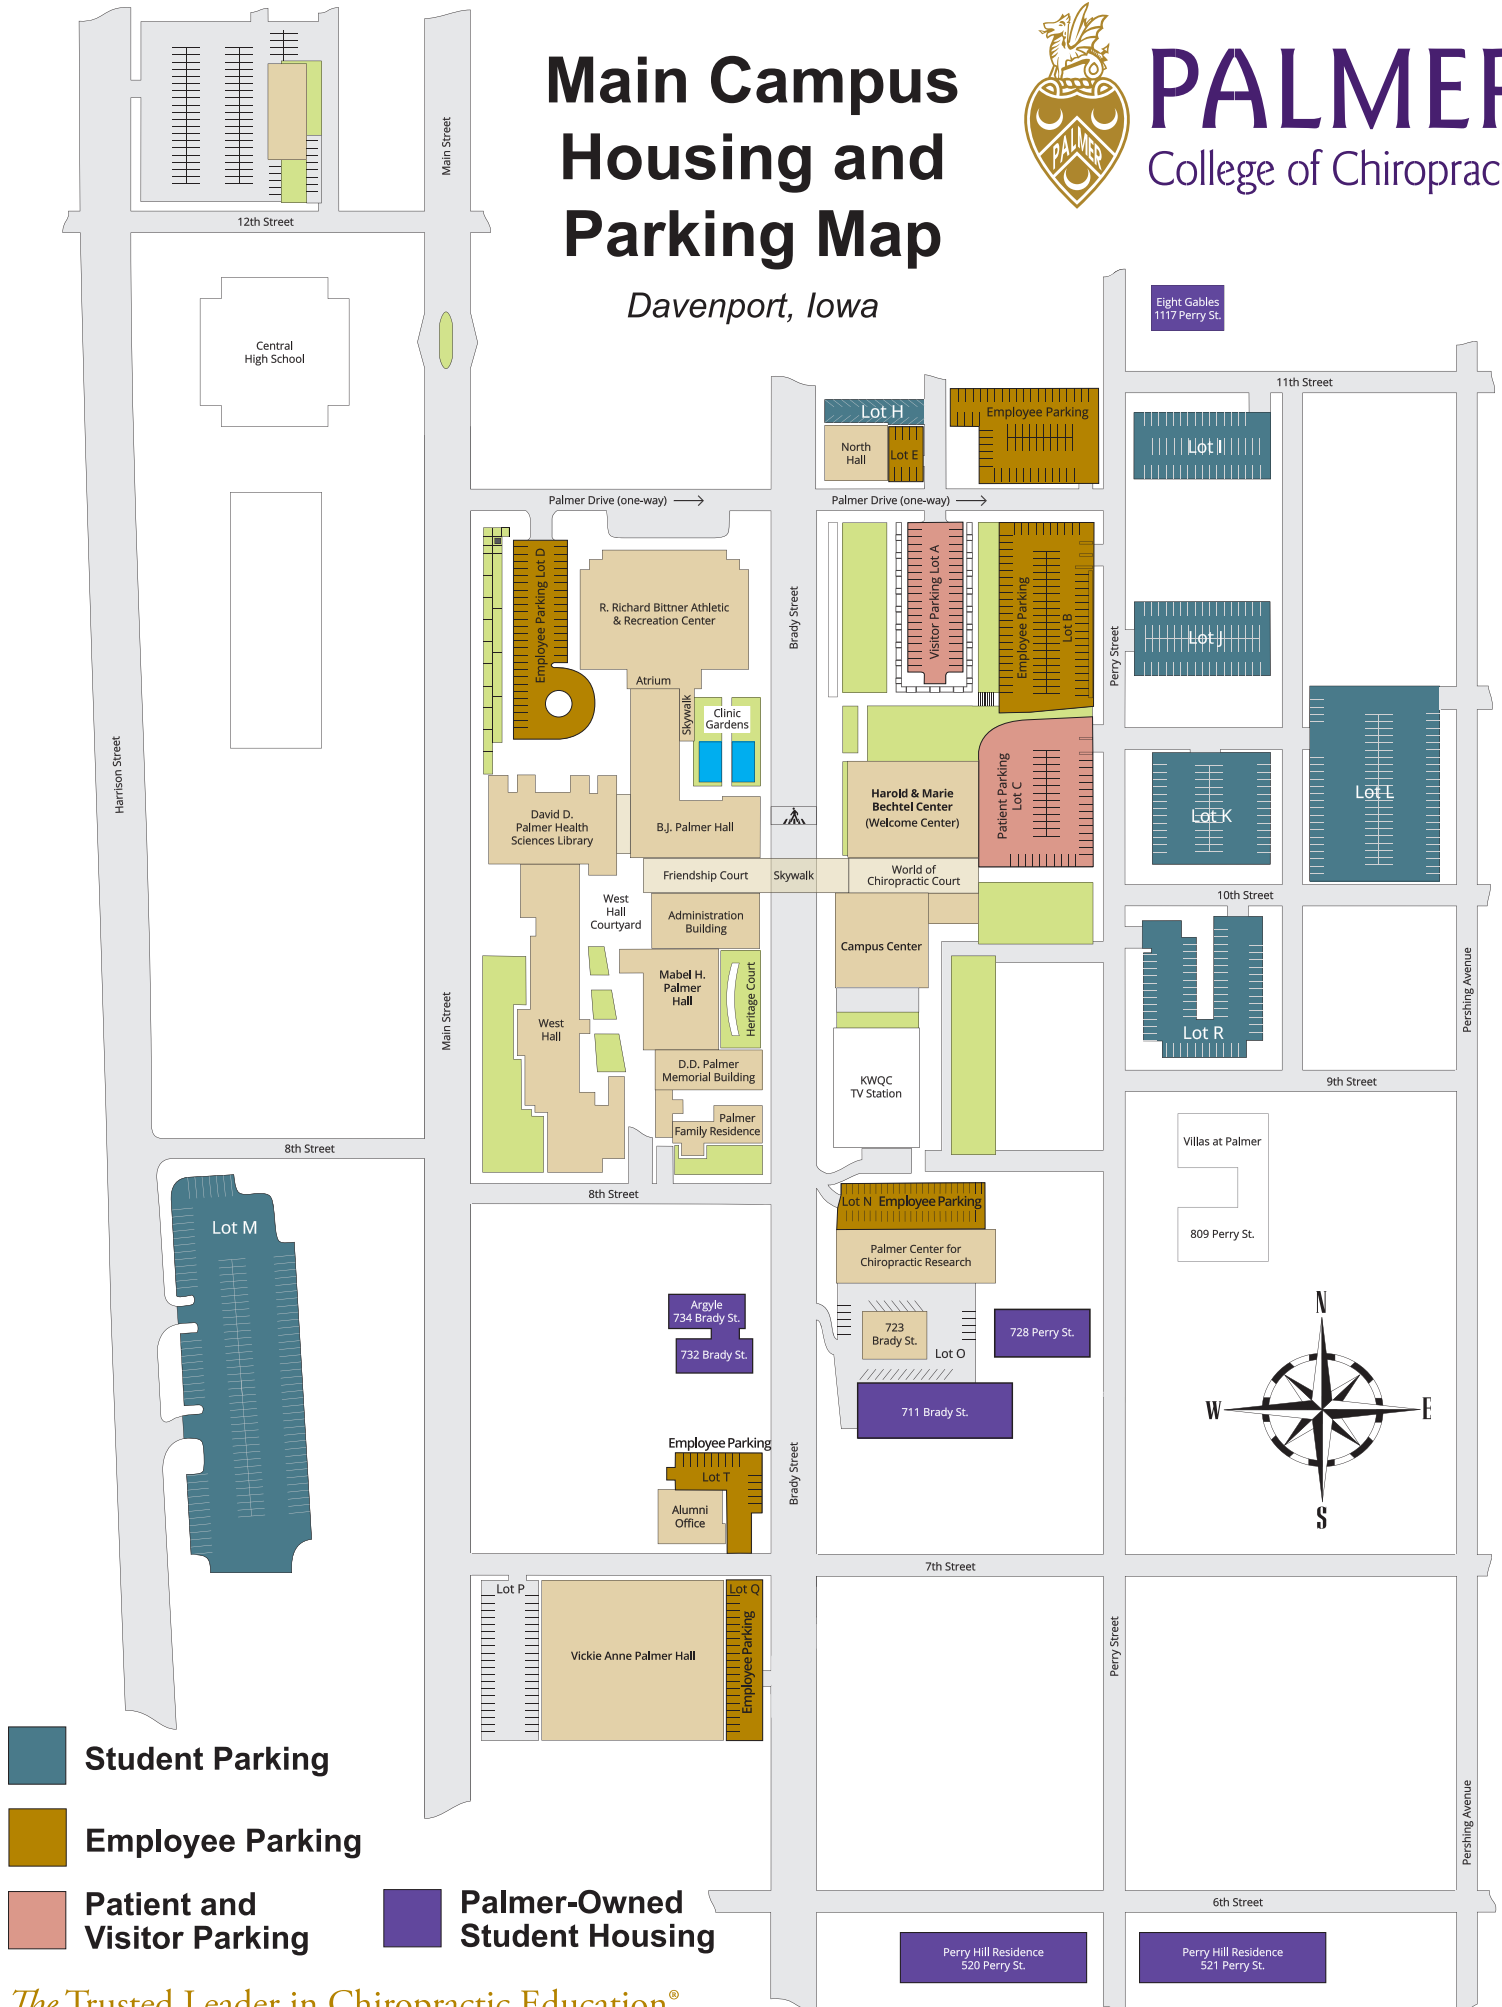 Main Campus
Housing and
Parking Map
Davenport, Iowa
PALMER
PALMER
College of Chiroprac
Main Street
12th Street
Central
High School
Harrison Street
Eight Gables
1117 Perry St.
11th Street
Lot H
North
Hall
Lot E
Employee Parking
Lot I
Palmer Drive (one-way)
Palmer Drive (one-way)
Employee Parking Lot D
R. Richard Bittner Athletic
& Recreation Center
Atrium
Skywalk
Clinic
Gardens
Brady Street
Visitor Parking Lot A
Employee Parking
Lot B
Perry Street
Lot J
Patient Parking
Lot C
Lot K
Lot L
David D.
Palmer Health
Sciences Library
B.J. Palmer Hall
Harold & Marie
Bechtel Center
(Welcome Center)
Friendship Court
Skywalk
World of
Chiropractic Court
10th Street
West
Hall
Courtyard
Administration
Building
Campus Center
Mabel H.
Palmer
Hall
Heritage Court
West
Hall
Main Street
Lot R
Pershing Avenue
D.D. Palmer
Memorial Building
KWQC
TV Station
9th Street
Palmer
Family Residence
Villas at Palmer
809 Perry St.
8th Street
8th Street
Lot M
Lot N Employee Parking
Palmer Center for
Chiropractic Research
Argyle
734 Brady St.
732 Brady St.
723
Brady St.
Lot O
728 Perry St.
711 Brady St.
N
W
E
S
Employee Parking
Lot T
Alumni
Office
Brady Street
7th Street
Lot P
Vickie Anne Palmer Hall
Lot Q
Employee Parking
Perry Street
Pershing Avenue
Student Parking
Employee Parking
Patient and
Visitor Parking
Palmer-Owned
Student Housing
6th Street
Perry Hill Residence
520 Perry St.
Perry Hill Residence
521 Perry St.
The Trusted Leader in Chiropractic Education®